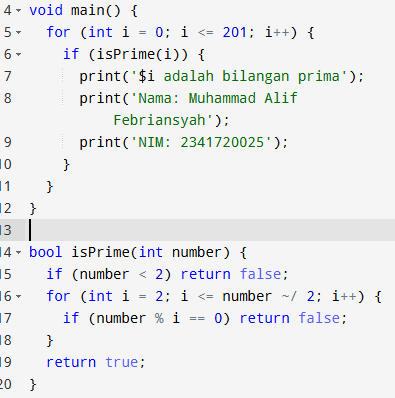 4 void main() {
5   for (int i = 0; i <= 201; i++) {
6     if (isPrime(i)) {
7       print('$i adalah bilangan prima');
8       print('Nama: Muhammad Alif
          Febriansyah');
9       print('NIM: 2341720025');
10     }
11   }
12 }
13
14 bool isPrime(int number) {
15   if (number < 2) return false;
16   for (int i = 2; i <= number ~/ 2; i++) {
17     if (number % i == 0) return false;
18   }
19   return true;
20 }